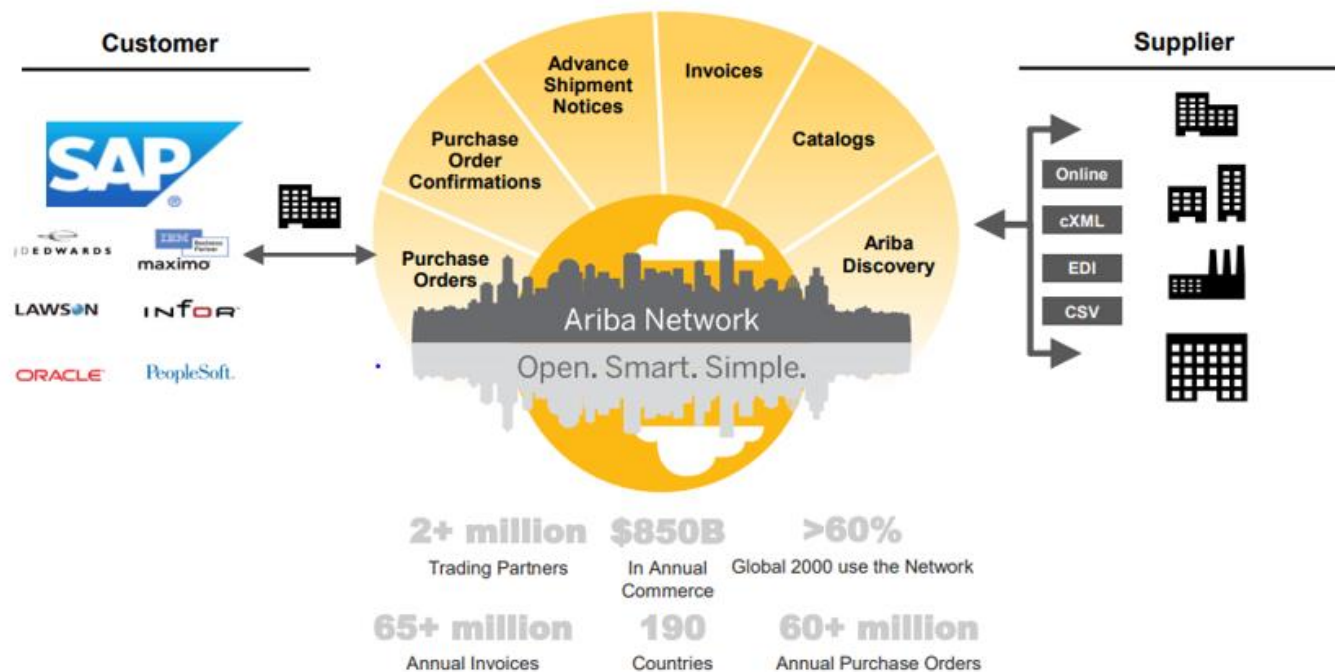 Customer
SAP
®
JDEDWARDS
IBM
Business
Partner
maximo
LAWSON
INFOR
ORACLE
PeopleSoft.
Purchase
Orders
Purchase
Order
Confirmations
Advance
Shipment
Notices
Invoices
Catalogs
Ariba
Discovery
Ariba Network
Open. Smart. Simple.
Supplier
Online
cXML
EDI
CSV
2+ million
Trading Partners
$850B
In Annual
Commerce
>60%
Global 2000 use the Network
65+ million
Annual Invoices
190
Countries
60+ million
Annual Purchase Orders